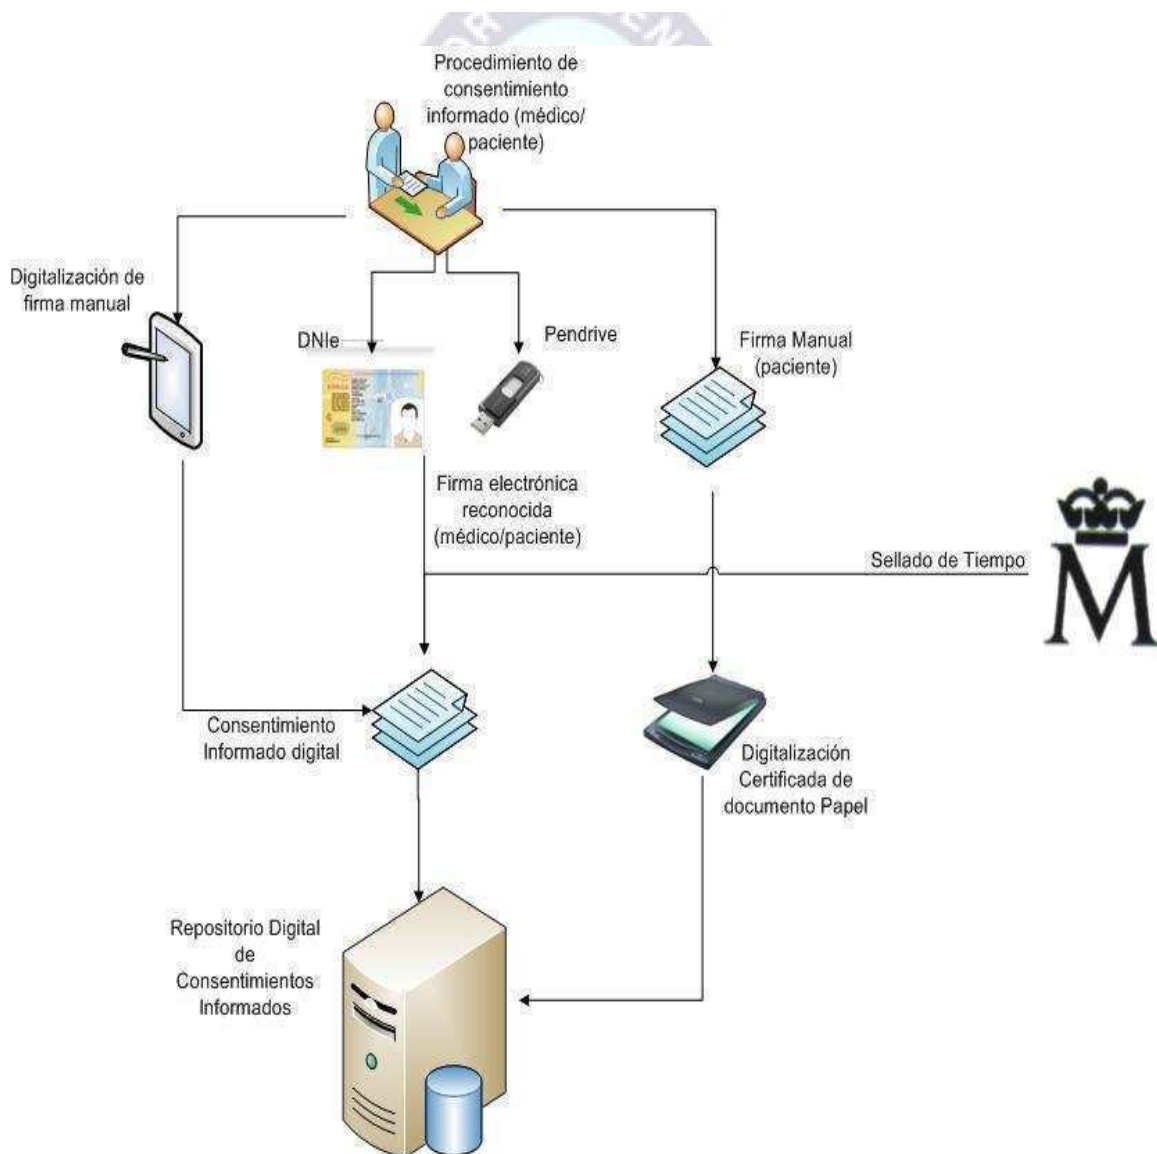 Procedimiento de
consentimiento
informado (médico/
paciente)
Digitalización de
firma manual
DNIe
Pendrive
Firma Manual
(paciente)
Firma electrónica
reconocida
(médico/paciente)
Sellado de Tiempo
M
Consentimiento
Informado digital
Digitalización
Certificada de
documento Papel
Repositorio Digital
de
Consentimientos
Informados